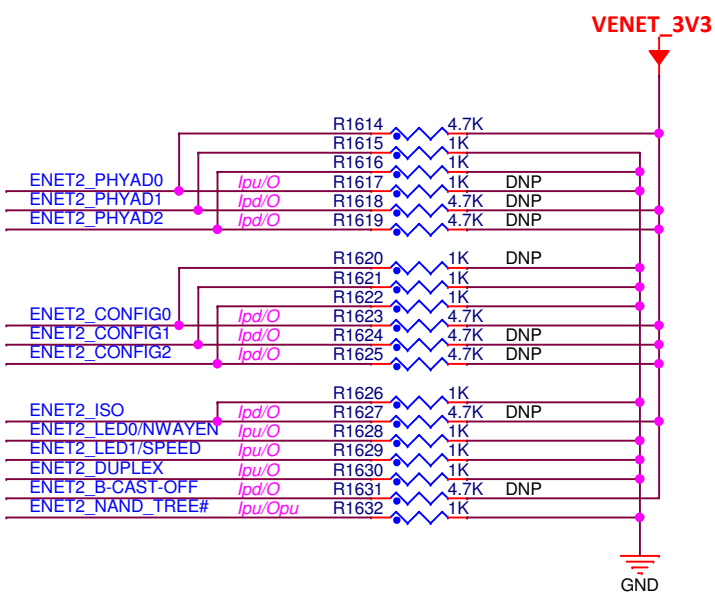 VENET_3V3
R1614 4.7K
R1615 1K
R1616 1K
ENET2_PHYAD0 Ipu/O R1617 1K DNP
ENET2_PHYAD1 Ipd/O R1618 4.7K DNP
ENET2_PHYAD2 Ipd/O R1619 4.7K DNP
R1620 1K DNP
R1621 1K
R1622 1K
ENET2_CONFIG0 Ipd/O R1623 4.7K
ENET2_CONFIG1 Ipd/O R1624 4.7K DNP
ENET2_CONFIG2 Ipd/O R1625 4.7K DNP
R1626 1K
ENET2_ISO Ipd/O R1627 4.7K DNP
ENET2_LED0/NWAYEN Ipu/O R1628 1K
ENET2_LED1/SPEED Ipu/O R1629 1K
ENET2_DUPLEX Ipu/O R1630 1K
ENET2_B-CAST-OFF Ipd/O R1631 4.7K DNP
ENET2_NAND_TREE# Ipu/Opu R1632 1K
GND